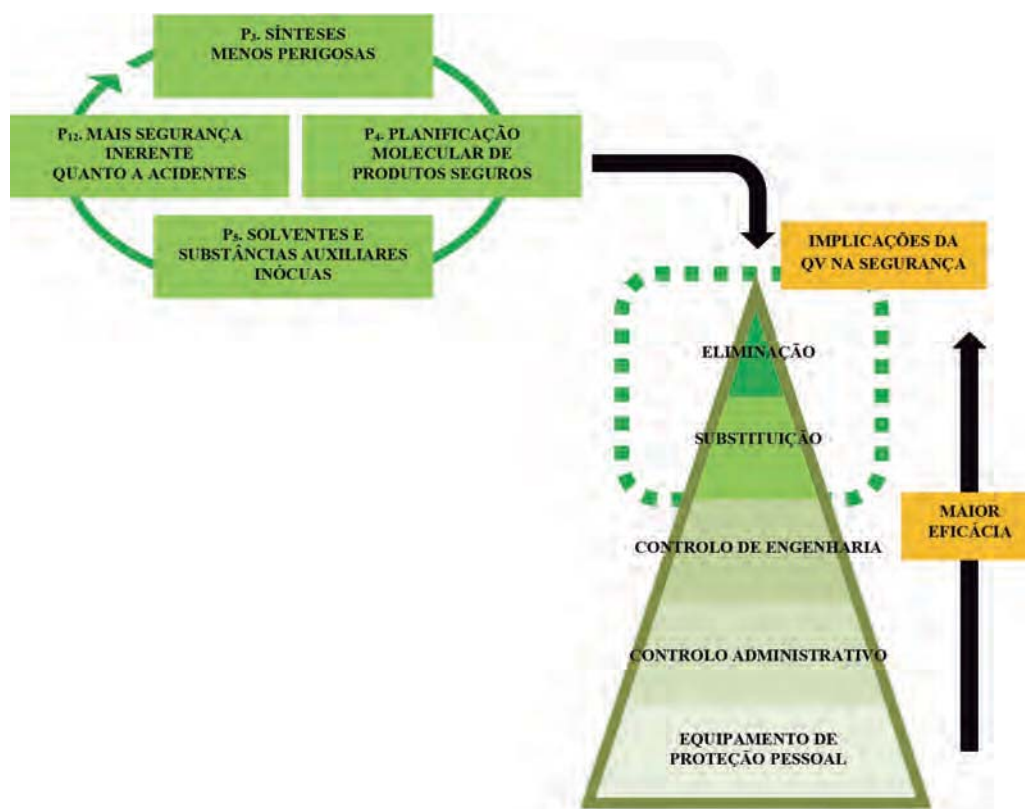 P₃. SÍNTESES
MENOS PERIGOSAS
P₁₂. MAIS SEGURANÇA
INERENTE
QUANTO A ACIDENTES
P₄. PLANIFICAÇÃO
MOLECULAR DE
PRODUTOS SEGUROS
P₅. SOLVENTES E
SUBSTÂNCIAS AUXILIARES
INÓCUAS
IMPLICAÇÕES DA
QV NA SEGURANÇA
ELIMINAÇÃO
SUBSTITUIÇÃO
CONTROLO DE ENGENHARIA
MAIOR
EFICÁCIA
CONTROLO ADMINISTRATIVO
EQUIPAMENTO DE
PROTEÇÃO PESSOAL